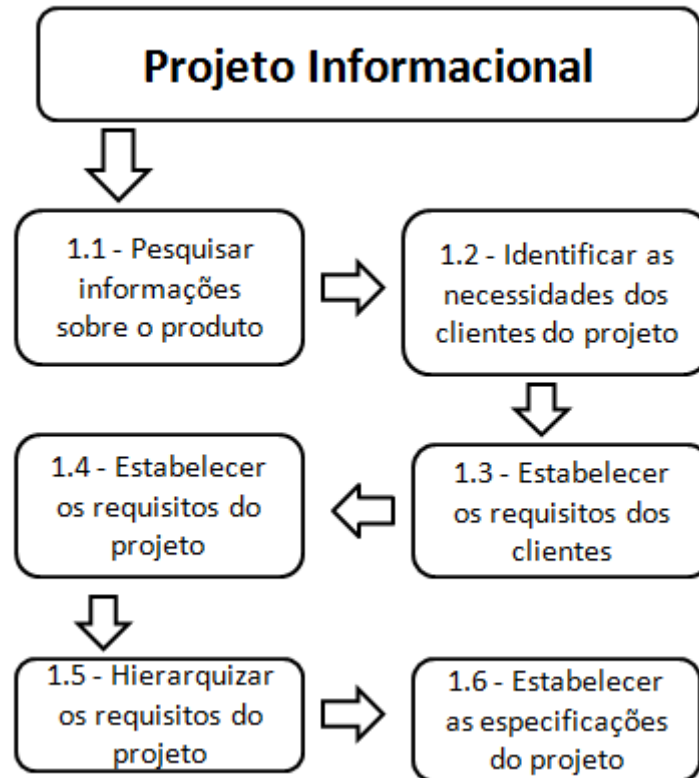 Projeto Informacional
1.1 - Pesquisar
informações
sobre o produto
1.2 - Identificar as
necessidades dos
clientes do projeto
1.3 - Estabelecer
os requisitos dos
clientes
1.4 - Estabelecer
os requisitos do
projeto
1.5 - Hierarquizar
os requisitos do
projeto
1.6 - Estabelecer
as especificações
do projeto